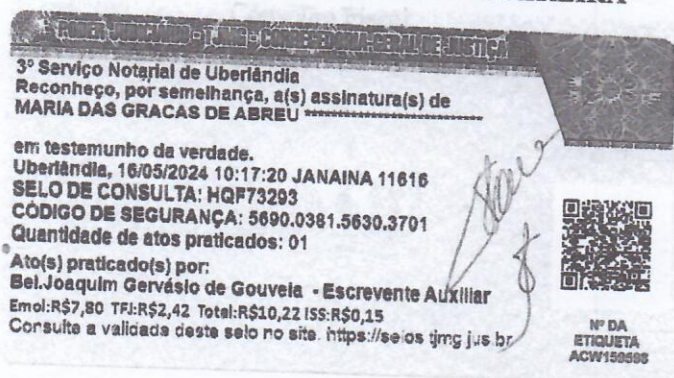 PODER JUDICIÁRIO - TJMG - CORREGEDORIA-GERAL DE JUSTIÇA
3º Serviço Notarial de Uberlândia
Reconheço, por semelhança, a(s) assinatura(s) de
MARIA DAS GRACAS DE ABREU ****************************
em testemunho da verdade.
Uberlândia, 16/05/2024 10:17:20 JANAINA 11616
SELO DE CONSULTA: HQF73293
CÓDIGO DE SEGURANÇA: 5690.0381.5630.3701
Quantidade de atos praticados: 01
Ato(s) praticado(s) por:
Bel.Joaquim Gervásio de Gouveia - Escrevente Auxiliar
Emol:R$7,80 TFJ:R$2,42 Total:R$10,22 ISS:R$0,15
Consulte a validade deste selo no site. https://selos.tjmg.jus.br
Nº DA
ETIQUETA